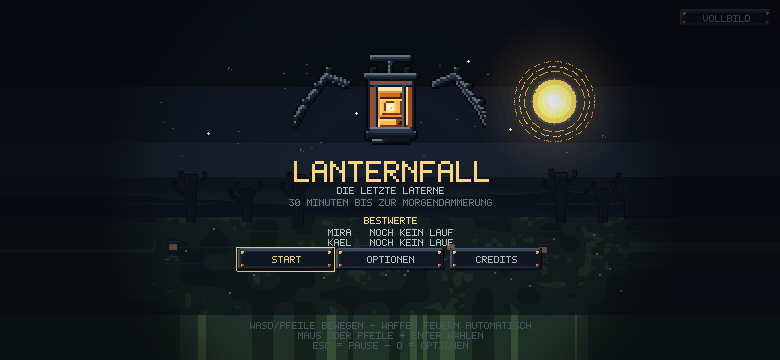 VOLLBILD
LANTERNFALL
DIE LETZTE LATERNE
30 MINUTEN BIS ZUR MORGENDAMMERUNG
BESTWERTE
MIRA NOCH KEIN LAUF
KAEL NOCH KEIN LAUF
START OPTIONEN CREDITS
WASD/PFEILE BEWEGEN - WAFFEN FEUERN AUTOMATISCH
MAUS ODER PFEILE + ENTER WÄHLEN
ESC = PAUSE - O = OPTIONEN